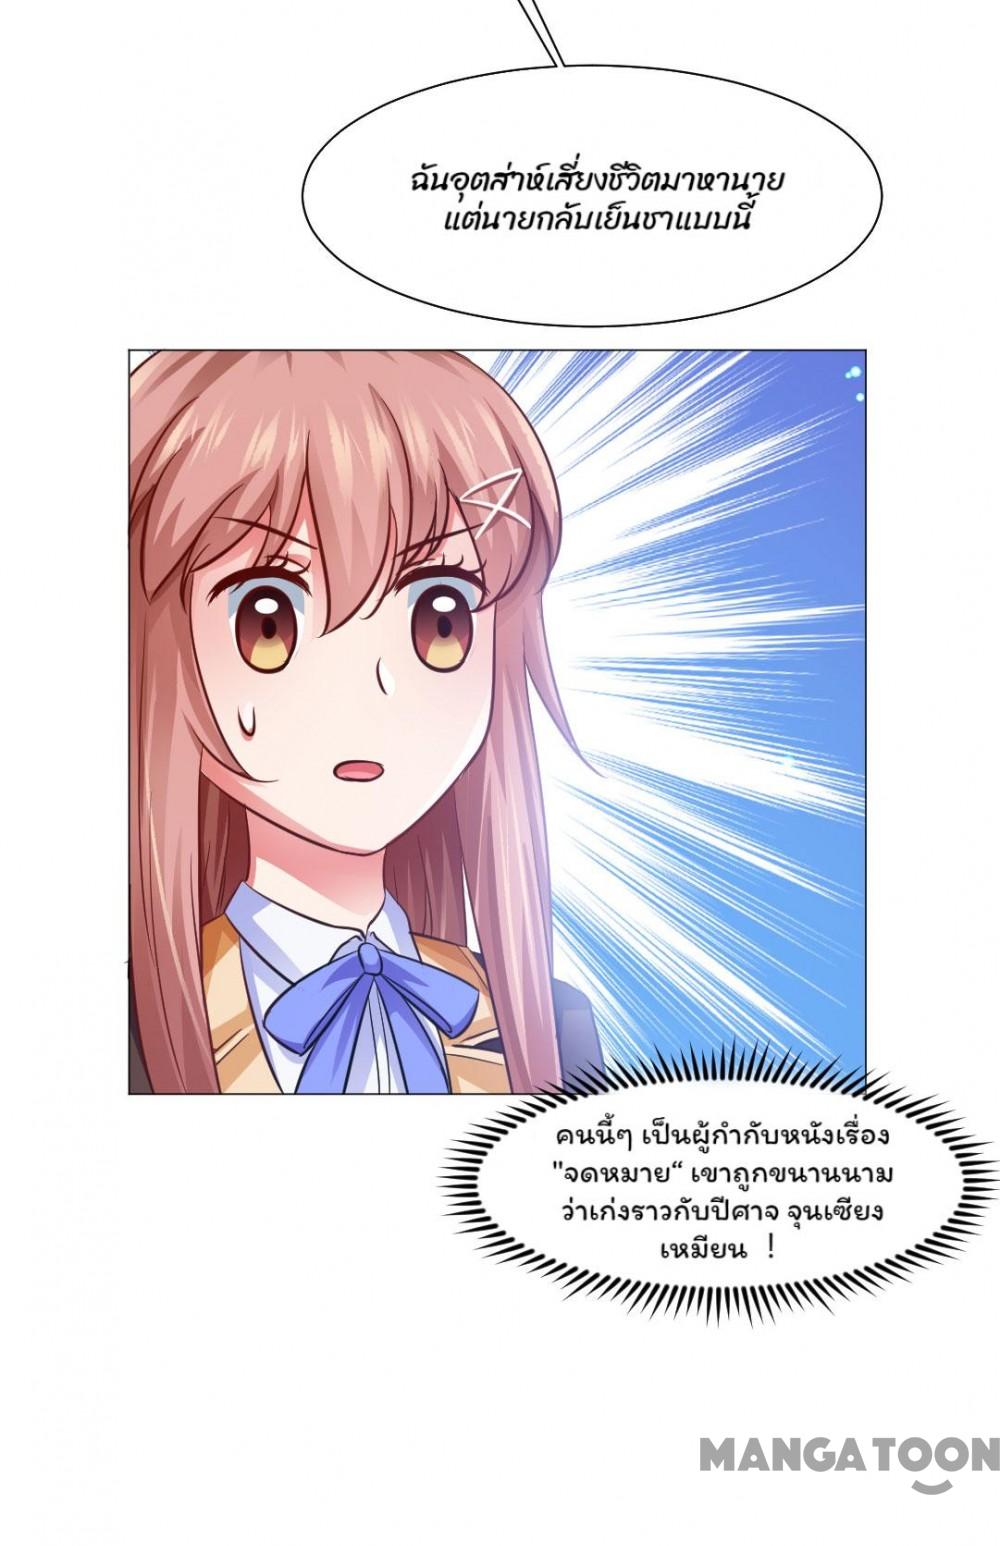 ฉันอุตส่าห์เสี่ยงชีวิตมาหานาย
แต่นายกลับเย็นชาแบบนี้
คนนี้ๆ เป็นผู้กำกับหนังเรื่อง
"จดหมาย“ เขาถูกขนานนาม
ว่าเก่งราวกับปีศาจ จุนเซียง
เหมียน !
MANGATOON